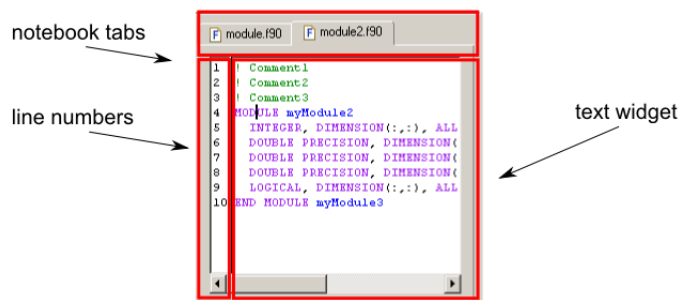 notebook tabs
F module.f90 F module2.f90
line numbers
text widget
1 ! Comment1
2 ! Comment2
3 ! Comment3
4 MODULE myModule2
5 INTEGER, DIMENSION(:,:), ALL
6 DOUBLE PRECISION, DIMENSION(
7 DOUBLE PRECISION, DIMENSION(
8 DOUBLE PRECISION, DIMENSION(
9 LOGICAL, DIMENSION(:,:), ALL
10 END MODULE myModule3